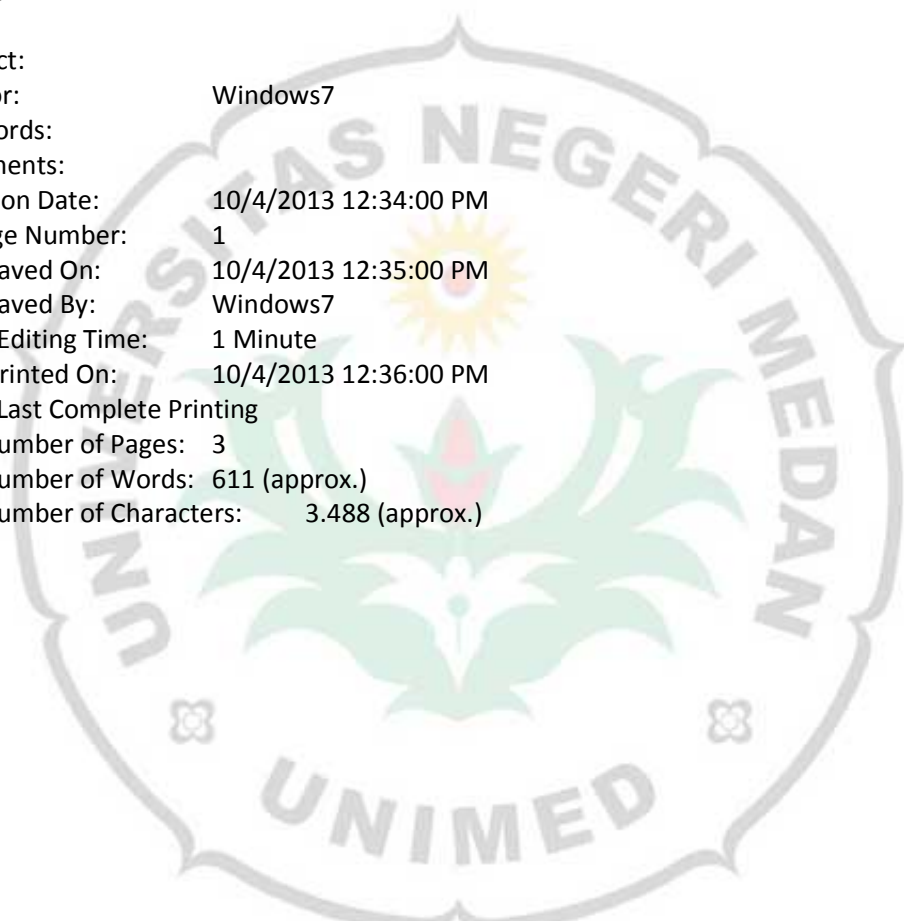 ct:
or: Windows7
ords:
ments:
on Date: 10/4/2013 12:34:00 PM
ge Number: 1
aved On: 10/4/2013 12:35:00 PM
aved By: Windows7
Editing Time: 1 Minute
rinted On: 10/4/2013 12:36:00 PM
Last Complete Printing
umber of Pages: 3
umber of Words: 611 (approx.)
umber of Characters: 3.488 (approx.)
UNIVERSITAS NEGERI MEDAN
UNIMED